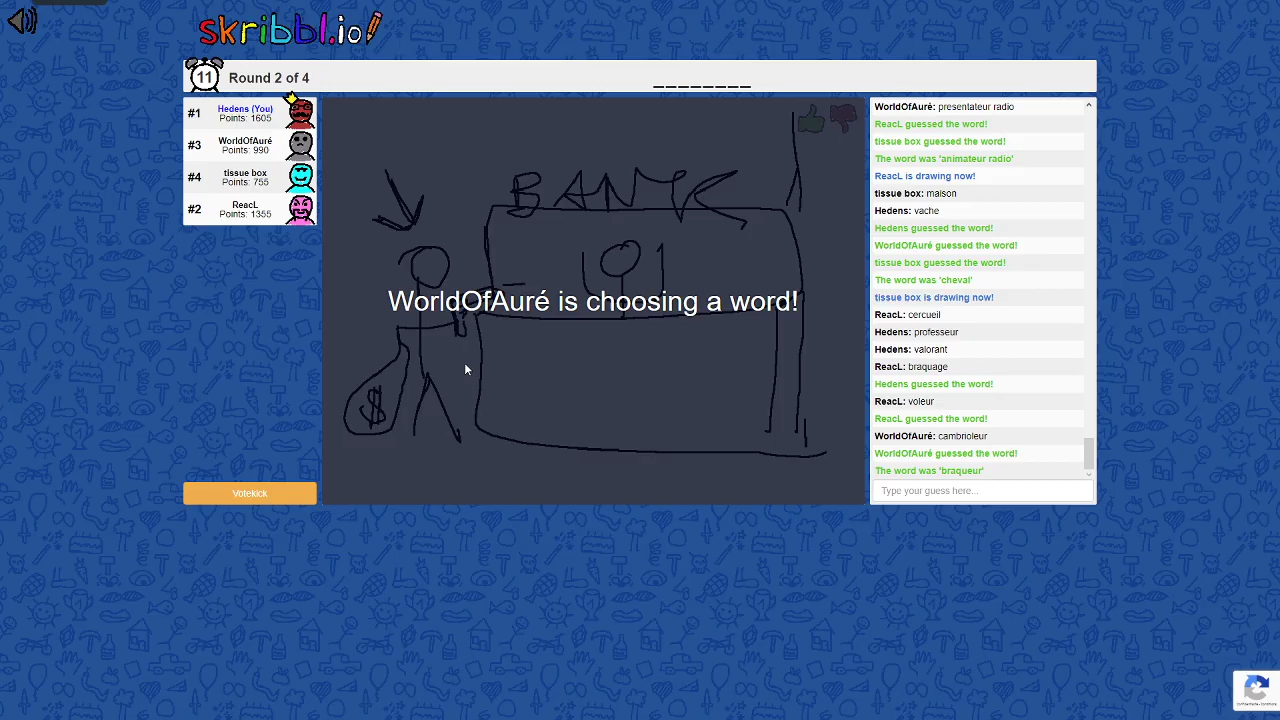 skribbl.io
11
Round 2 of 4
________
#1
Hedens (You)
Points: 1605
#3
WorldOfAuré
Points: 990
#4
tissue box
Points: 755
#2
ReacL
Points: 1355
Votekick
BANK
$
WorldOfAuré is choosing a word!
WorldOfAuré: presentateur radio
ReacL guessed the word!
tissue box guessed the word!
The word was 'animateur radio'
ReacL is drawing now!
tissue box: maison
Hedens: vache
Hedens guessed the word!
WorldOfAuré guessed the word!
tissue box guessed the word!
The word was 'cheval'
tissue box is drawing now!
ReacL: cercueil
Hedens: professeur
Hedens: valorant
ReacL: braquage
Hedens guessed the word!
ReacL: voleur
ReacL guessed the word!
WorldOfAuré: cambrioleur
WorldOfAuré guessed the word!
The word was 'braqueur'
Type your guess here...